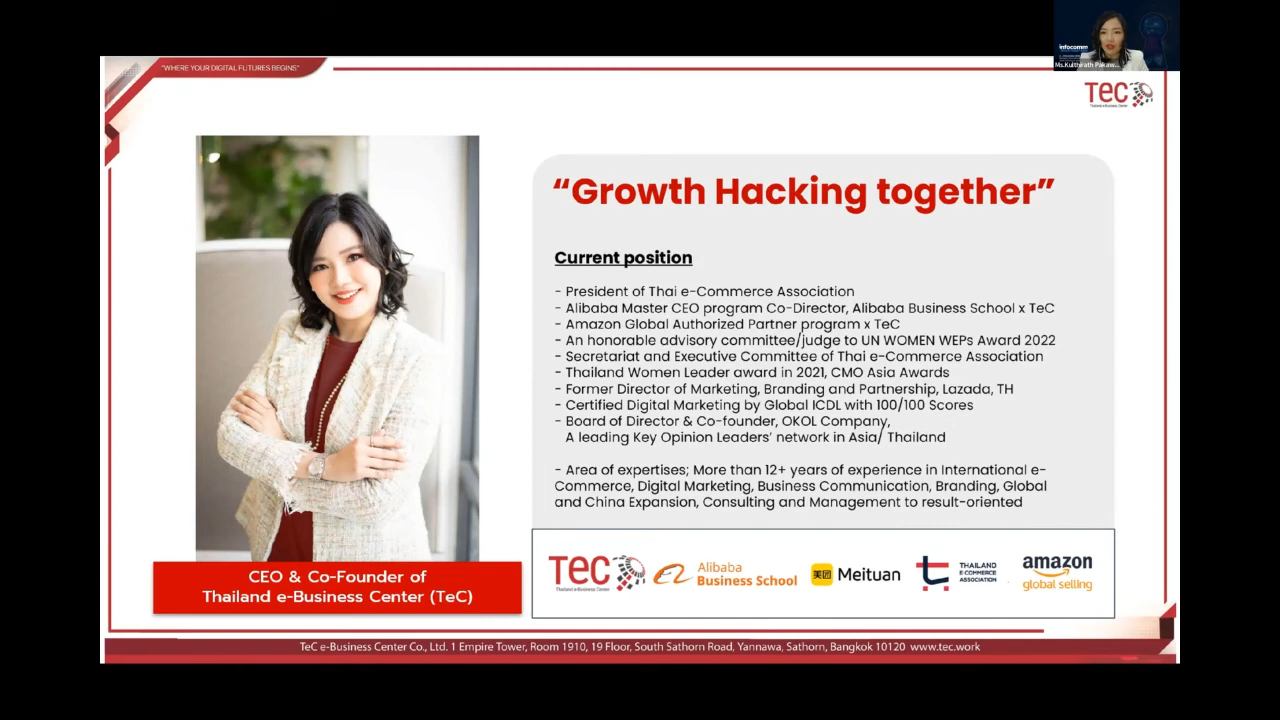 infocomm
Ms.Kulthirath Pakaw...
"WHERE YOUR DIGITAL FUTURES BEGINS"
TeC
Thailand e-Business Center
“Growth Hacking together”
Current position
- President of Thai e-Commerce Association
- Alibaba Master CEO program Co-Director, Alibaba Business School x TeC
- Amazon Global Authorized Partner program x TeC
- An honorable advisory committee/judge to UN WOMEN WEPs Award 2022
- Secretariat and Executive Committee of Thai e-Commerce Association
- Thailand Women Leader award in 2021, CMO Asia Awards
- Former Director of Marketing, Branding and Partnership, Lazada, TH
- Certified Digital Marketing by Global ICDL with 100/100 Scores
- Board of Director & Co-founder, OKOL Company,
A leading Key Opinion Leaders’ network in Asia/ Thailand
- Area of expertises; More than 12+ years of experience in International e-
Commerce, Digital Marketing, Business Communication, Branding, Global
and China Expansion, Consulting and Management to result-oriented
CEO & Co-Founder of
Thailand e-Business Center (TeC)
TeC
Thailand e-Business Center
Alibaba
Business School
美团 Meituan
THAILAND
E-COMMERCE
ASSOCIATION
amazon
global selling
TeC e-Business Center Co., Ltd. 1 Empire Tower, Room 1910, 19 Floor, South Sathorn Road, Yannawa, Sathorn, Bangkok 10120 www.tec.work